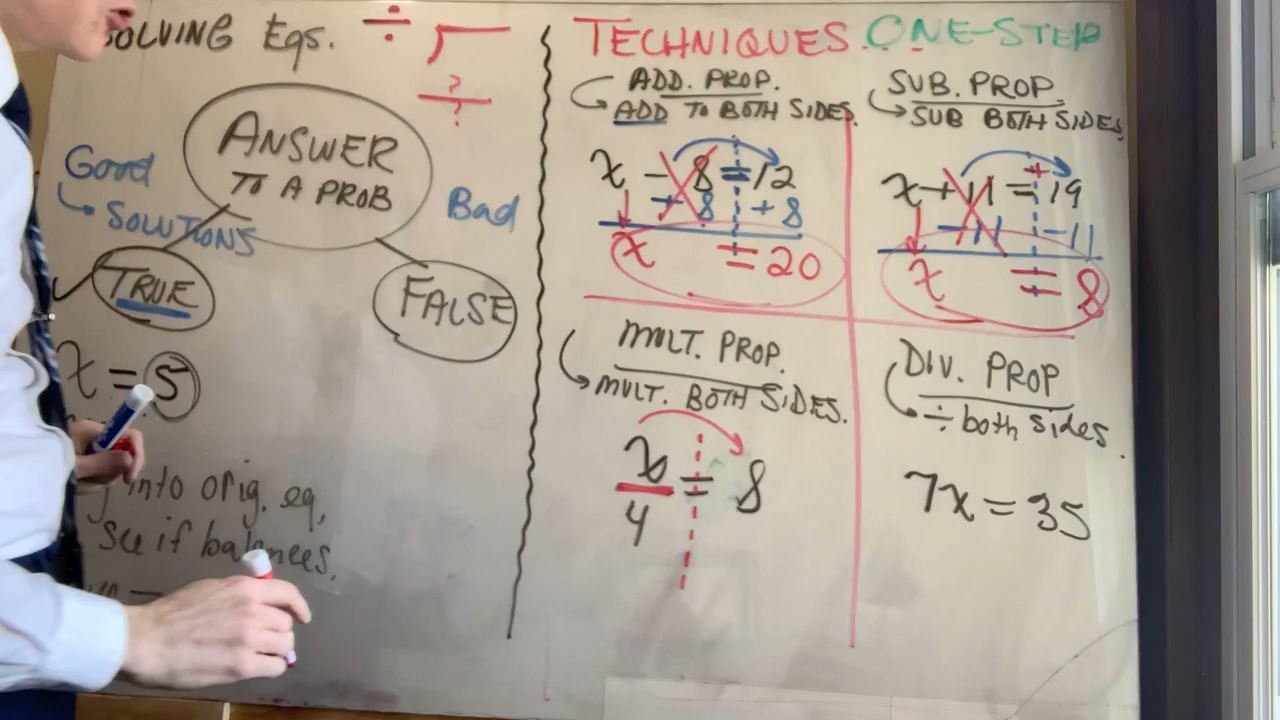 SOLVING Eqs. ÷
?
?
ANSWER
TO A PROB
Good
SOLUTIONS
Bad
TRUE
FALSE
x = 5
into orig. eq,
see if balances.
TECHNIQUES. ONE-STEP
ADD. PROP.
ADD TO BOTH SIDES.
x - 8 = 12
+ 8 + 8
x = 20
SUB. PROP.
SUB BOTH SIDES.
x + 11 = 19
- 11 - 11
x = 8
MULT. PROP.
MULT. BOTH SIDES.
x = 8
4
DIV. PROP
÷ both sides.
7x = 35